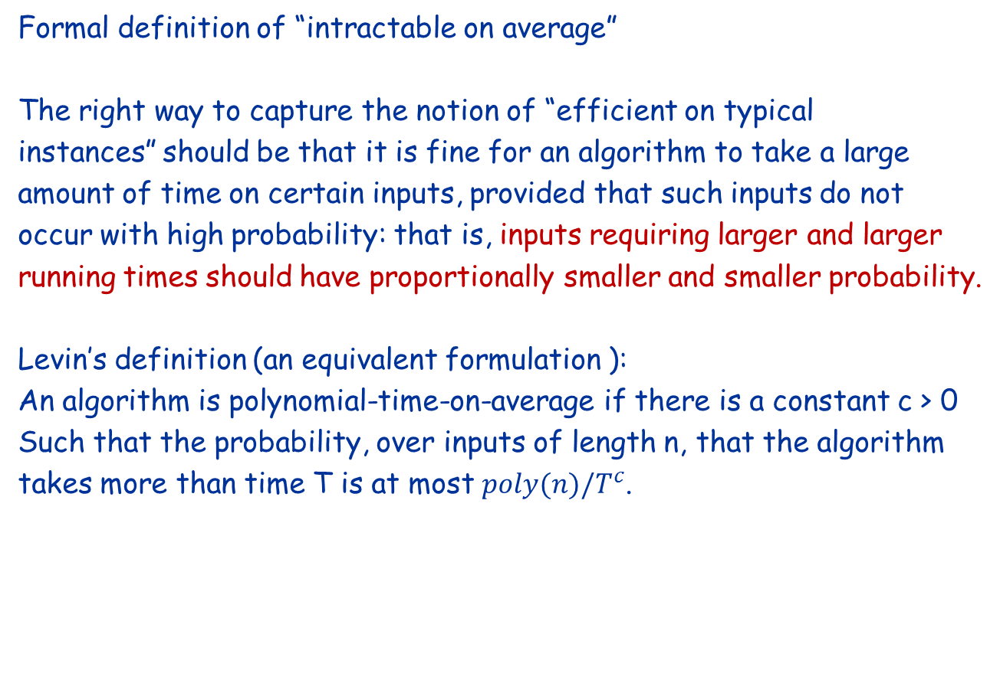 Formal definition of “intractable on average”
The right way to capture the notion of “efficient on typical
instances” should be that it is fine for an algorithm to take a large
amount of time on certain inputs, provided that such inputs do not
occur with high probability: that is, inputs requiring larger and larger
running times should have proportionally smaller and smaller probability.
Levin’s definition (an equivalent formulation ):
An algorithm is polynomial-time-on-average if there is a constant c > 0
Such that the probability, over inputs of length n, that the algorithm
takes more than time T is at most 𝑝𝑜𝑙𝑦(𝑛)/𝑇ᶜ.